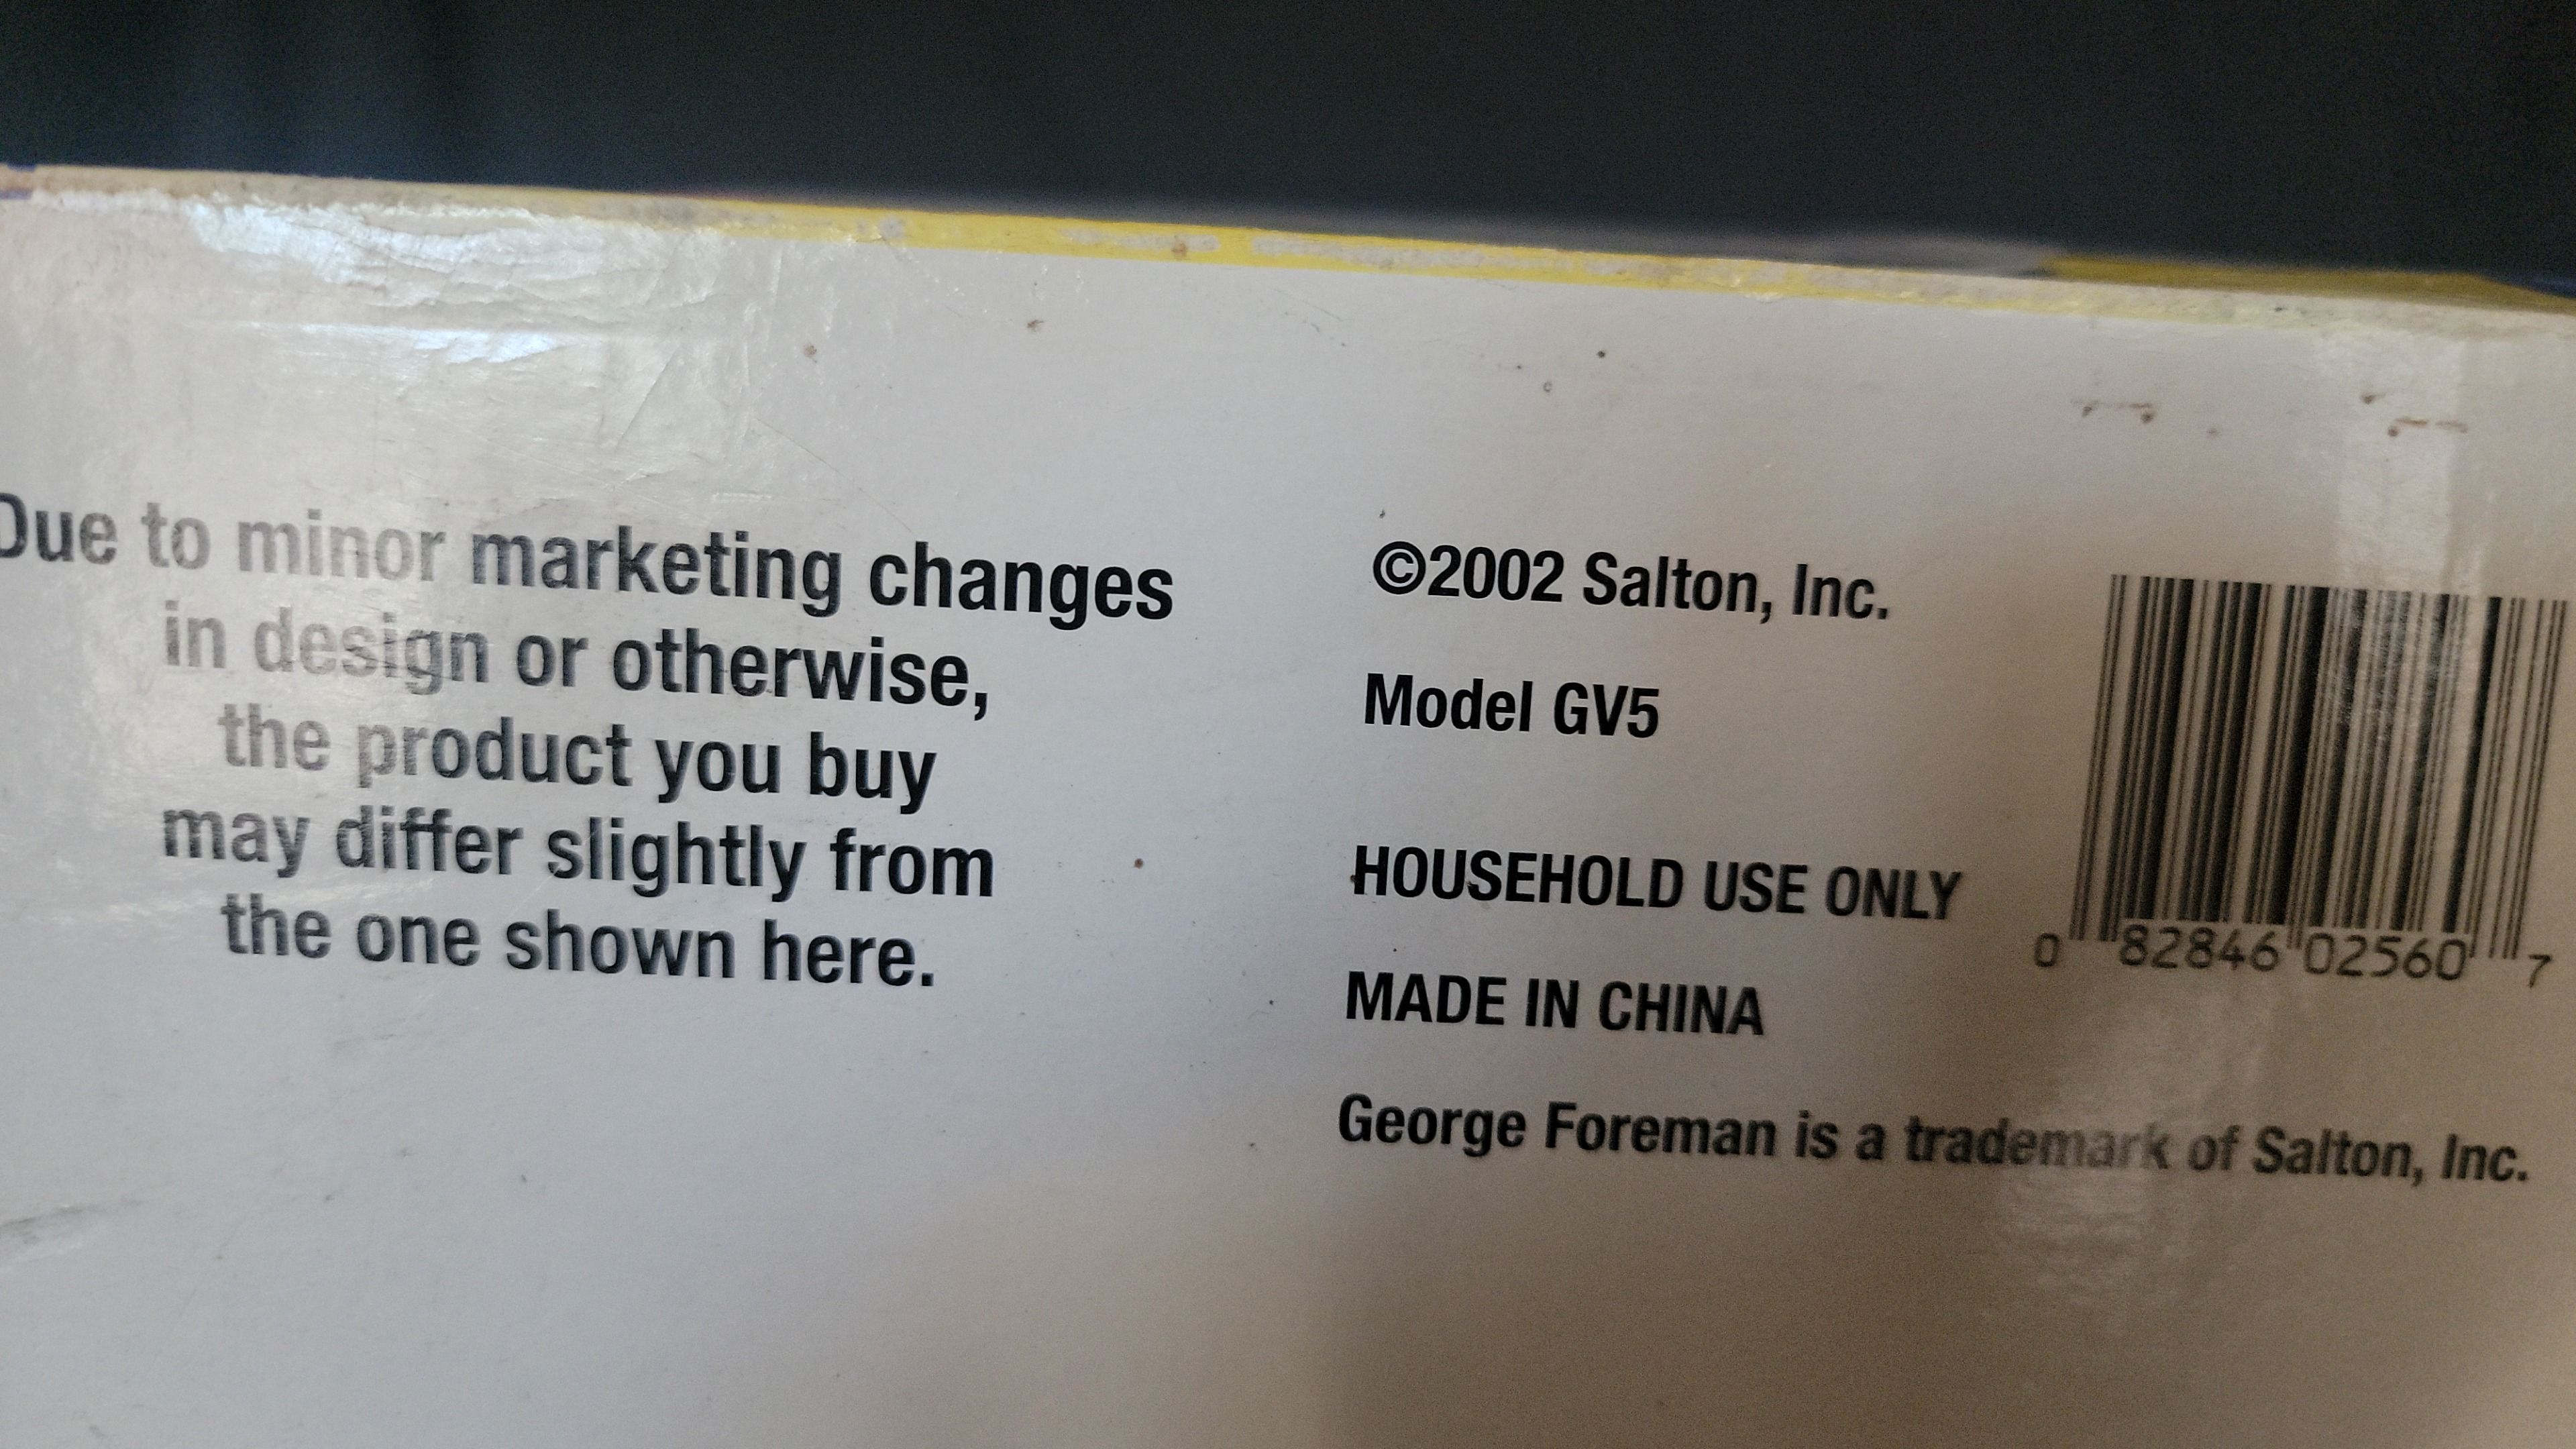 Due to minor marketing changes
in design or otherwise,
the product you buy
may differ slightly from
the one shown here.
©2002 Salton, Inc.
Model GV5
HOUSEHOLD USE ONLY
MADE IN CHINA
George Foreman is a trademark of Salton, Inc.
0 82846 02560 7